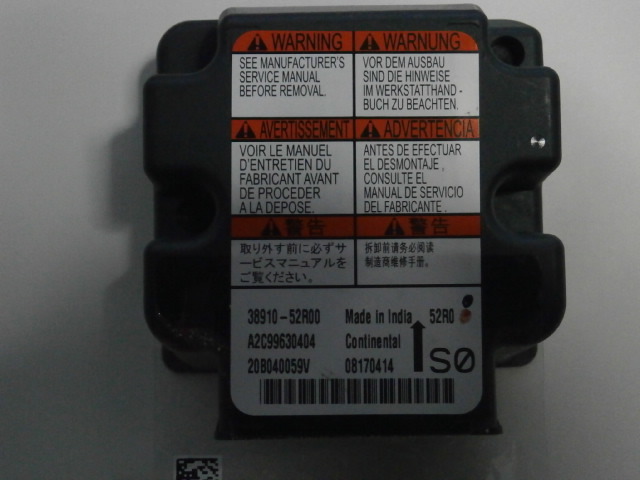 WARNING
SEE MANUFACTURER'S
SERVICE MANUAL
BEFORE REMOVAL.
WARNUNG
VOR DEM AUSBAU
SIND DIE HINWEISE
IM WERKSTATTHAND -
BUCH ZU BEACHTEN.
AVERTISSEMENT
VOIR LE MANUEL
D'ENTRETIEN DU
FABRICANT AVANT
DE PROCEDER
A LA DEPOSE.
ADVERTENCIA
ANTES DE EFECTUAR
EL DESMONTAJE,
CONSULTE EL
MANUAL DE SERVICIO
DEL FABRICANTE.
警告
取り外す前に必ずサ
ービスマニュアルを
ご覧ください。
警告
拆卸前请务必阅读
制造商维修手册。
38910-52R00 Made in India 52R0
A2C99630404 Continental
20B040059V 08170414
S0